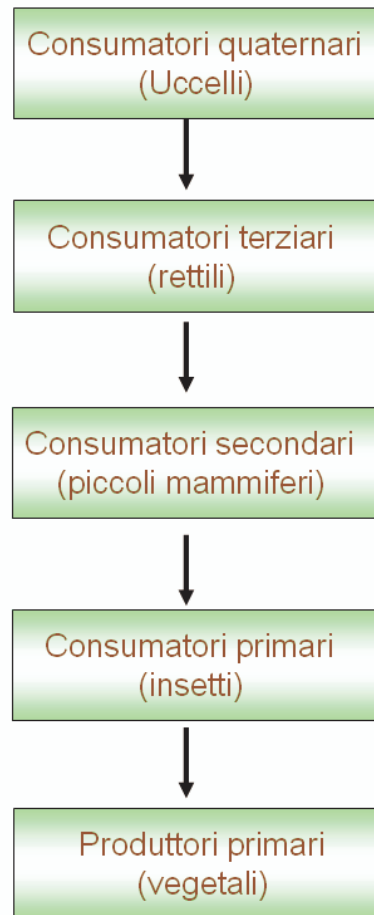 Consumatori quaternari
(Uccelli)
Consumatori terziari
(rettili)
Consumatori secondari
(piccoli mammiferi)
Consumatori primari
(insetti)
Produttori primari
(vegetali)